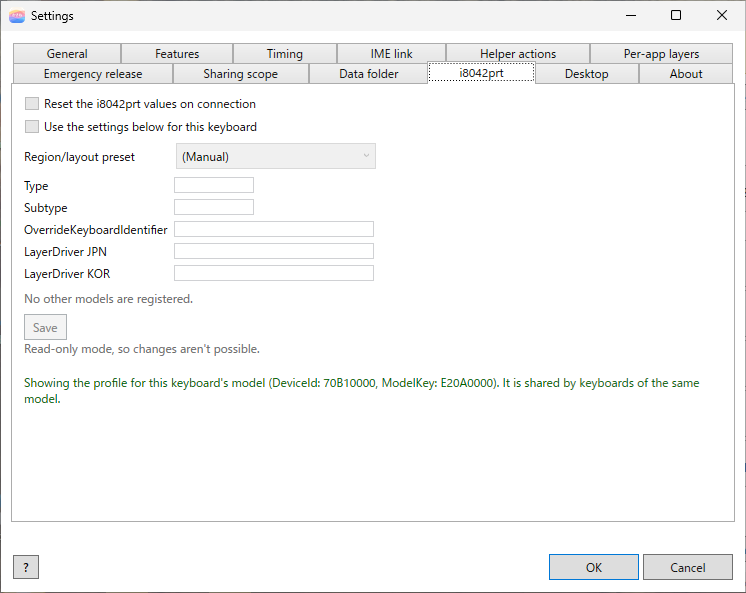 Settings
General
Features
Timing
IME link
Helper actions
Per-app layers
Emergency release
Sharing scope
Data folder
i8042prt
Desktop
About
Reset the i8042prt values on connection
Use the settings below for this keyboard
Region/layout preset
(Manual)
Type
Subtype
OverrideKeyboardIdentifier
LayerDriver JPN
LayerDriver KOR
No other models are registered.
Save
Read-only mode, so changes aren't possible.
Showing the profile for this keyboard's model (DeviceId: 70B10000, ModelKey: E20A0000). It is shared by keyboards of the same
model.
?
OK
Cancel